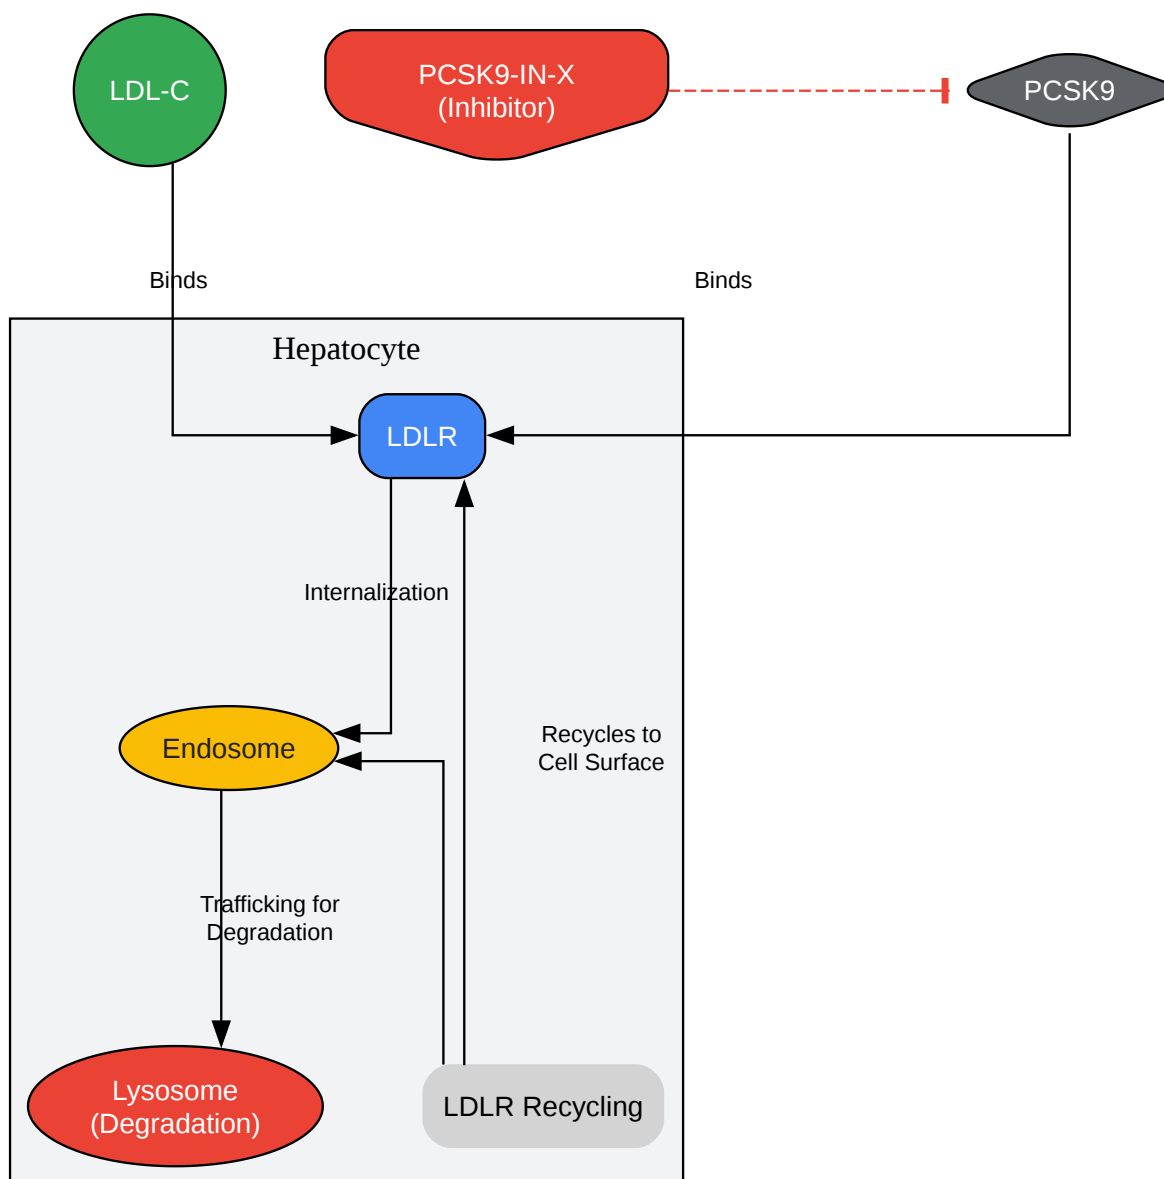 LDL-C
PCSK9-IN-X
(Inhibitor)
PCSK9
Binds
Binds
Hepatocyte
LDLR
Internalization
Endosome
Recycles to
Cell Surface
Trafficking for
Degradation
Lysosome
(Degradation)
LDLR Recycling